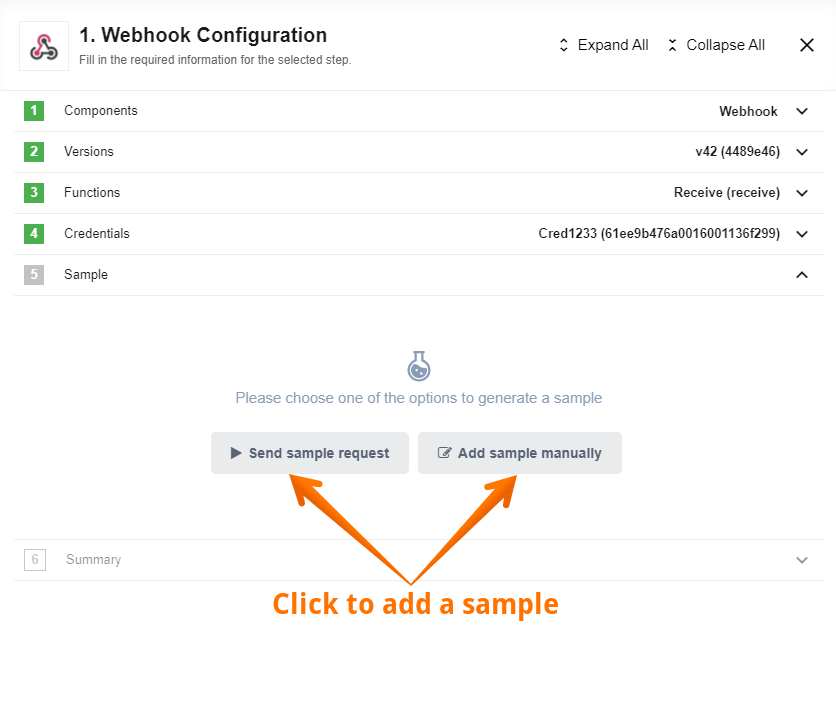 1. Webhook Configuration
Fill in the required information for the selected step.
Expand All
Collapse All
1 Components Webhook
2 Versions v42 (4489e46)
3 Functions Receive (receive)
4 Credentials Cred1233 (61ee9b476a0016001136f299)
5 Sample
Please choose one of the options to generate a sample
Send sample request
Add sample manually
6 Summary
Click to add a sample